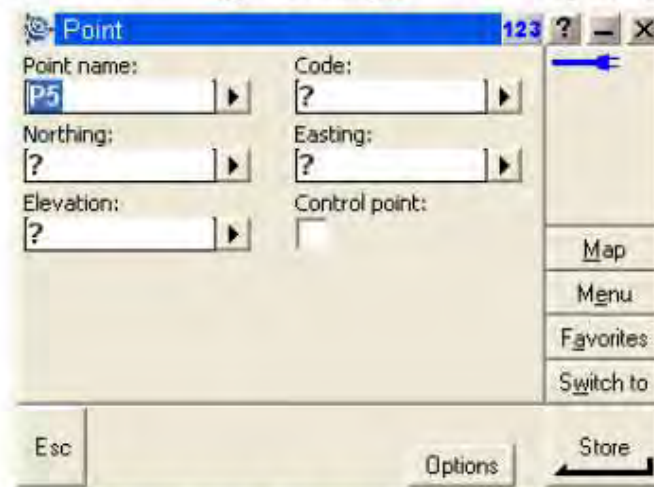 Point 123 ? – ×
Point name: Code:
P5 ?
Northing: Easting:
? ?
Elevation: Control point:
?
Map
Menu
Favorites
Switch to
Esc Options Store